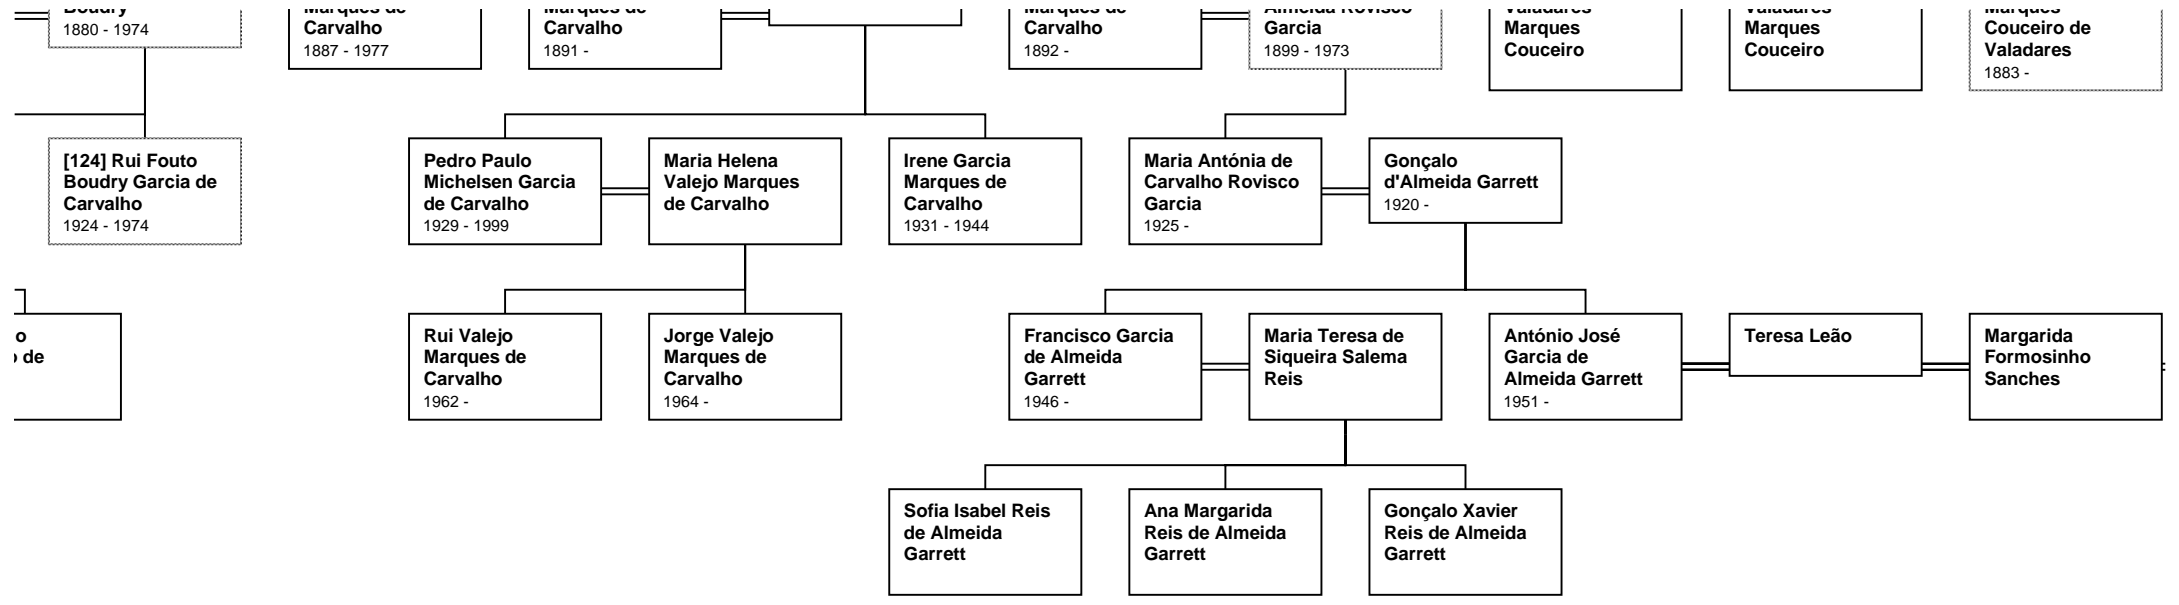 Boudry
1880 - 1974
Marques de
Carvalho
1887 - 1977
Marques de
Carvalho
1891 -
Marques de
Carvalho
1892 -
Almeida Rovisco
Garcia
1899 - 1973
Valadares
Marques
Couceiro
Valadares
Marques
Couceiro
Marques
Couceiro de
Valadares
1883 -
[124] Rui Fouto
Boudry Garcia de
Carvalho
1924 - 1974
Pedro Paulo
Michelsen Garcia
de Carvalho
1929 - 1999
Maria Helena
Valejo Marques
de Carvalho
Irene Garcia
Marques de
Carvalho
1931 - 1944
Maria Antónia de
Carvalho Rovisco
Garcia
1925 -
Gonçalo
d'Almeida Garrett
1920 -
o
de
Rui Valejo
Marques de
Carvalho
1962 -
Jorge Valejo
Marques de
Carvalho
1964 -
Francisco Garcia
de Almeida
Garrett
1946 -
Maria Teresa de
Siqueira Salema
Reis
António José
Garcia de
Almeida Garrett
1951 -
Teresa Leão
Margarida
Formosinho
Sanches
Sofia Isabel Reis
de Almeida
Garrett
Ana Margarida
Reis de Almeida
Garrett
Gonçalo Xavier
Reis de Almeida
Garrett